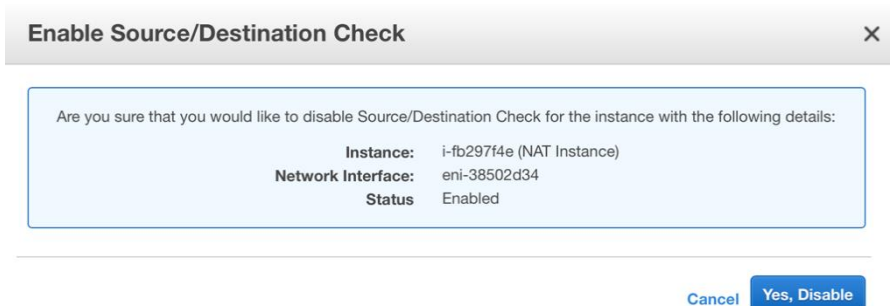 Enable Source/Destination Check
Are you sure that you would like to disable Source/Destination Check for the instance with the following details:
Instance: i-fb297f4e (NAT Instance)
Network Interface: eni-38502d34
Status Enabled
Cancel Yes, Disable